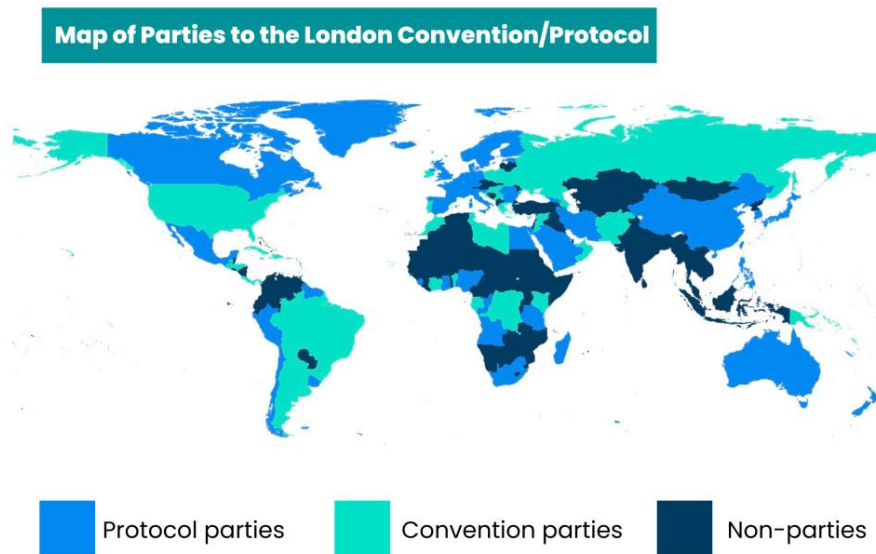 Map of Parties to the London Convention/Protocol
Protocol parties
Convention parties
Non-parties